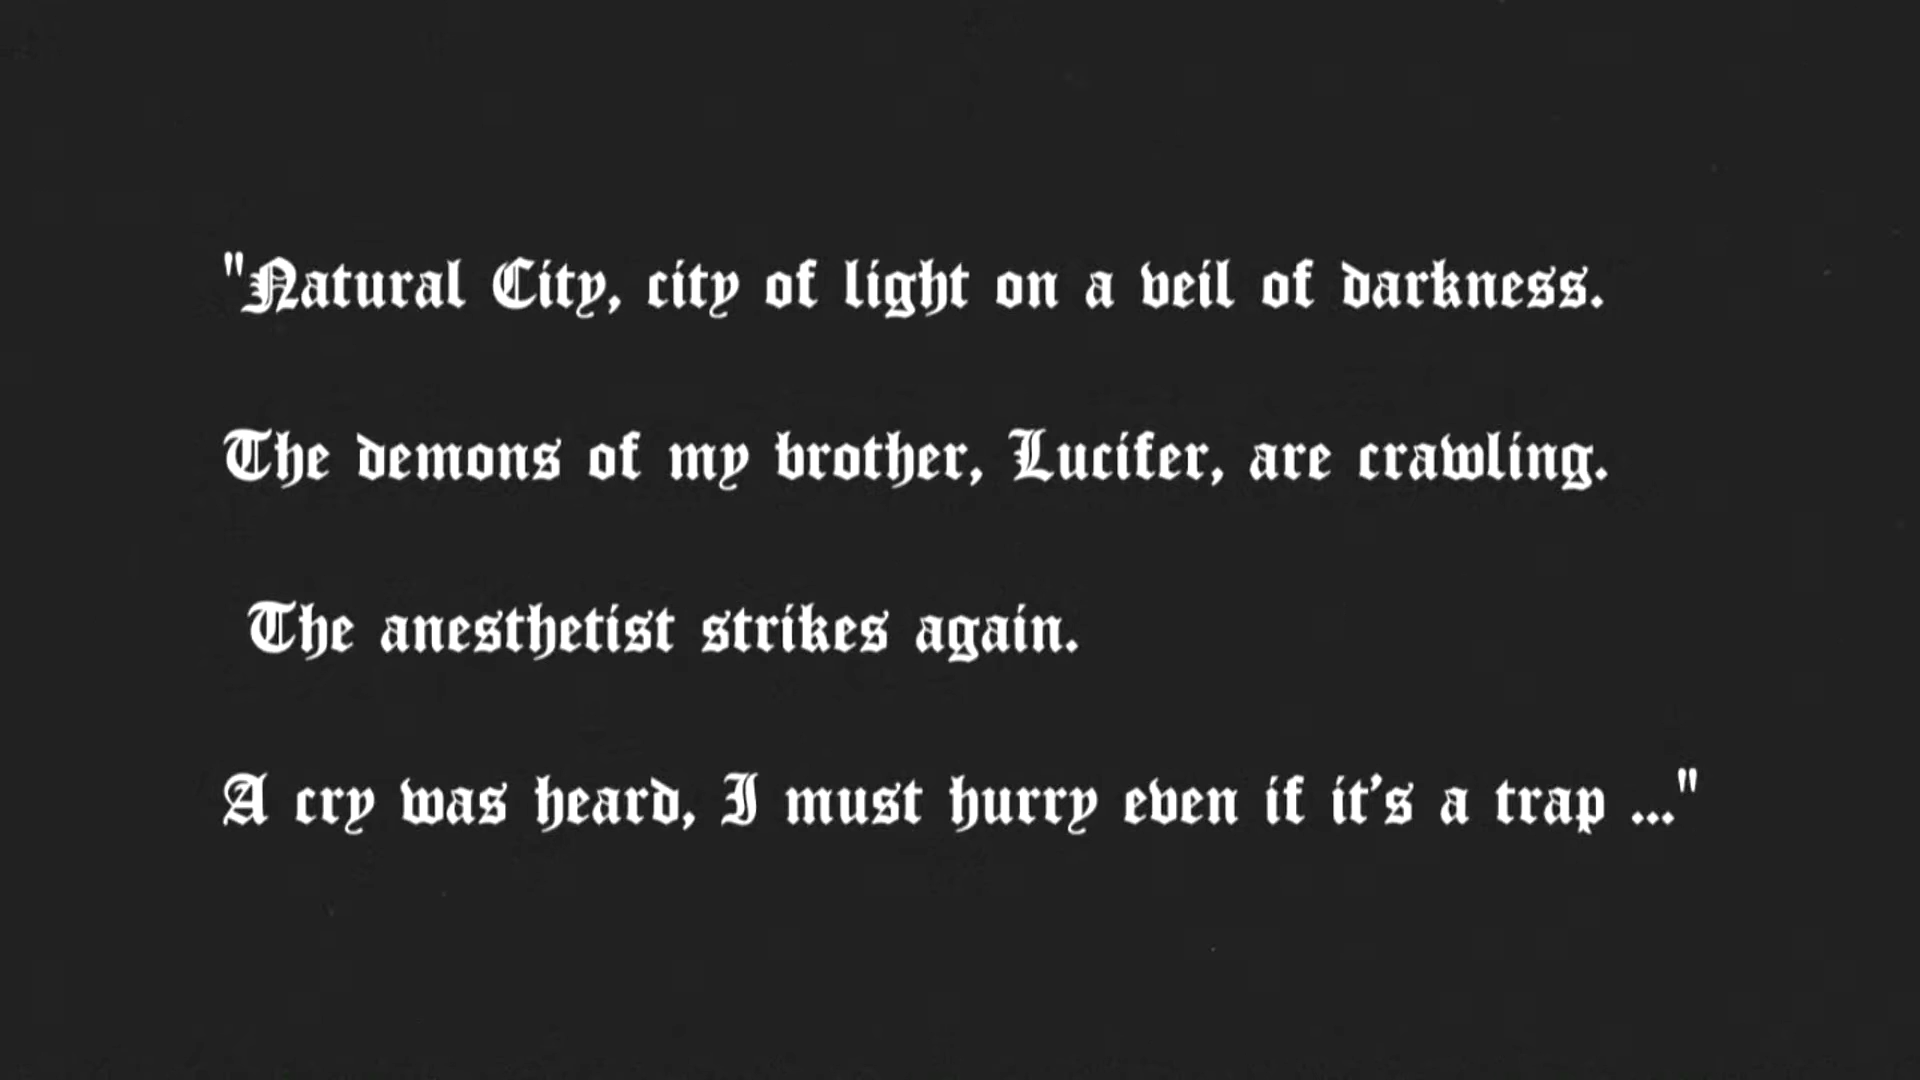 "Natural City, city of light on a veil of darkness.
The demons of my brother, Lucifer, are crawling.
The anesthetist strikes again.
A cry was heard, I must hurry even if it's a trap ..."